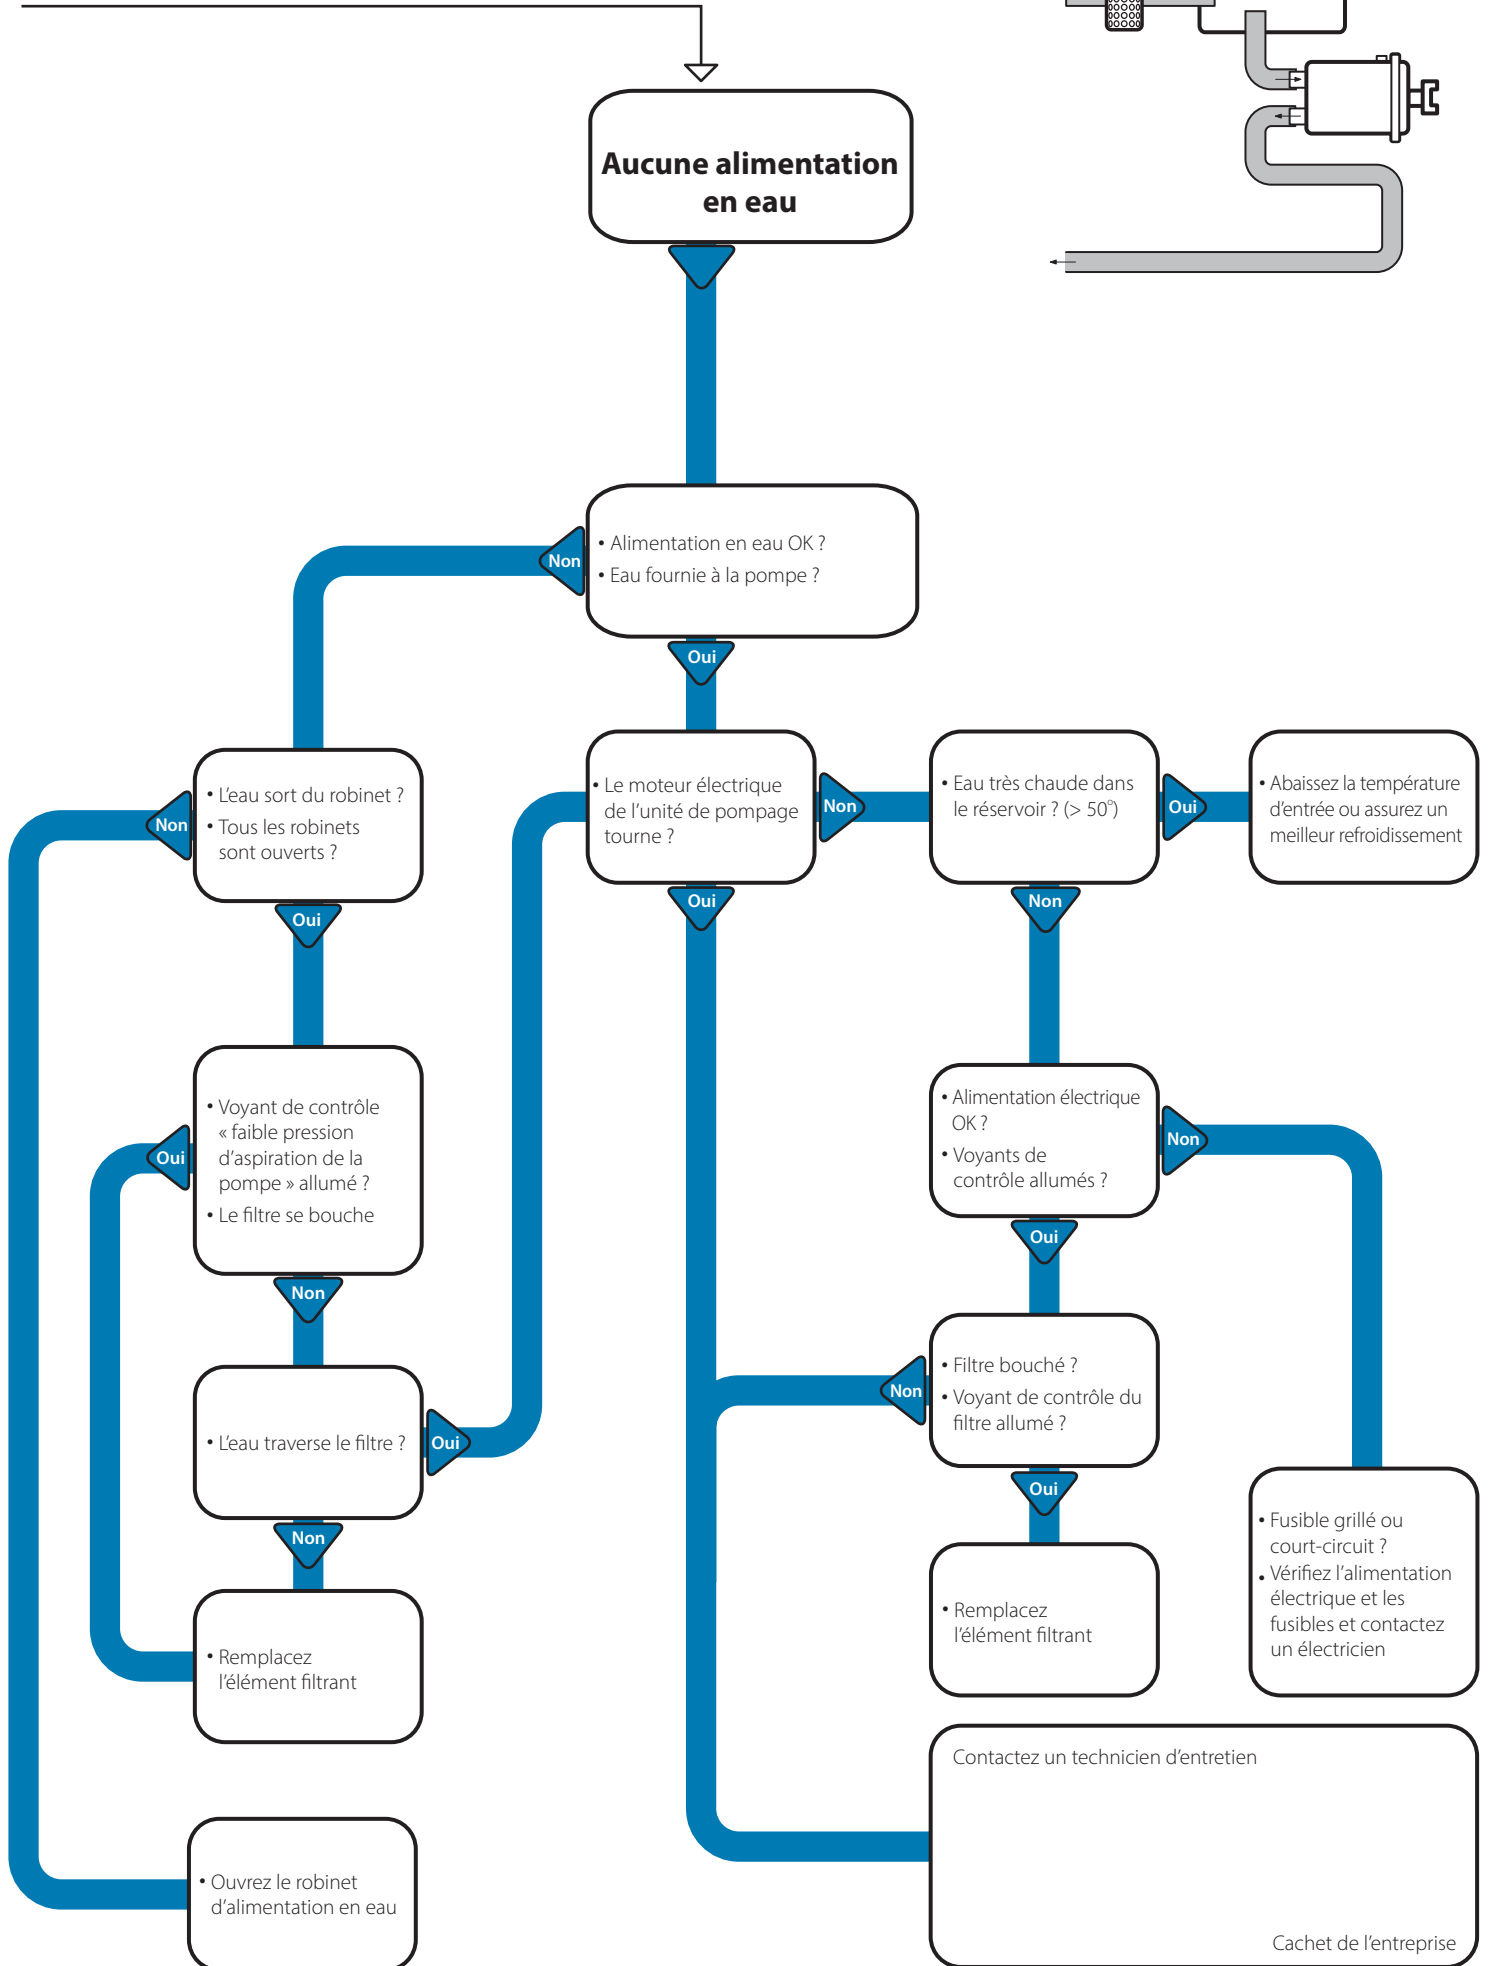 Aucune alimentation
en eau
Non
• Alimentation en eau OK ?
• Eau fournie à la pompe ?
Oui
Non
• L'eau sort du robinet ?
• Tous les robinets
sont ouverts ?
Oui
• Le moteur électrique
de l'unité de pompage
tourne ?
Non
Oui
• Eau très chaude dans
le réservoir ? (> 50°)
Oui
Non
• Abaissez la température
d'entrée ou assurez un
meilleur refroidissement
Oui
• Voyant de contrôle
« faible pression
d'aspiration de la
pompe » allumé ?
• Le filtre se bouche
Non
• Alimentation électrique
OK ?
• Voyants de
contrôle allumés ?
Non
Oui
• L'eau traverse le filtre ?
Oui
Non
Non
• Filtre bouché ?
• Voyant de contrôle du
filtre allumé ?
Oui
• Remplacez
l'élément filtrant
• Remplacez
l'élément filtrant
• Fusible grillé ou
court-circuit ?
• Vérifiez l'alimentation
électrique et les
fusibles et contactez
un électricien
• Ouvrez le robinet
d'alimentation en eau
Contactez un technicien d'entretien
Cachet de l'entreprise